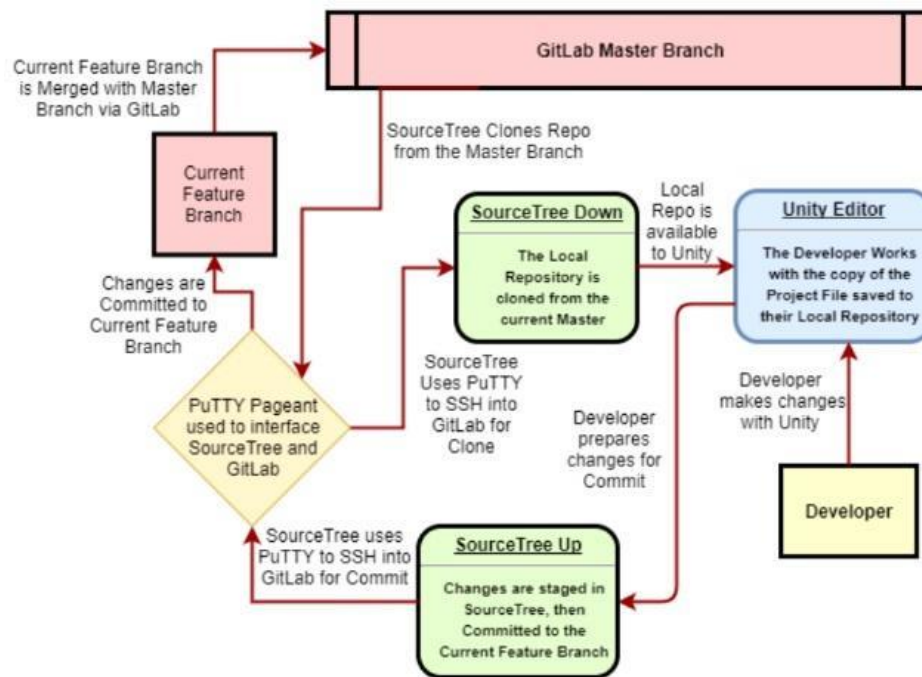 GitLab Master Branch
Current Feature Branch
is Merged with Master
Branch via GitLab
SourceTree Clones Repo
from the Master Branch
Current
Feature
Branch
SourceTree Down
The Local
Repository is
cloned from the
current Master
Local
Repo is
available
to Unity
Unity Editor
The Developer Works
with the copy of the
Project File saved to
their Local Repository
Changes are
Committed to
Current Feature
Branch
SourceTree
Uses PuTTY
to SSH into
GitLab for
Clone
PuTTY Pageant
used to interface
SourceTree and
GitLab
Developer
prepares
changes for
Commit
Developer
makes changes
with Unity
Developer
SourceTree uses
PuTTY to SSH into
GitLab for Commit
SourceTree Up
Changes are staged in
SourceTree, then
Committed to the
Current Feature Branch